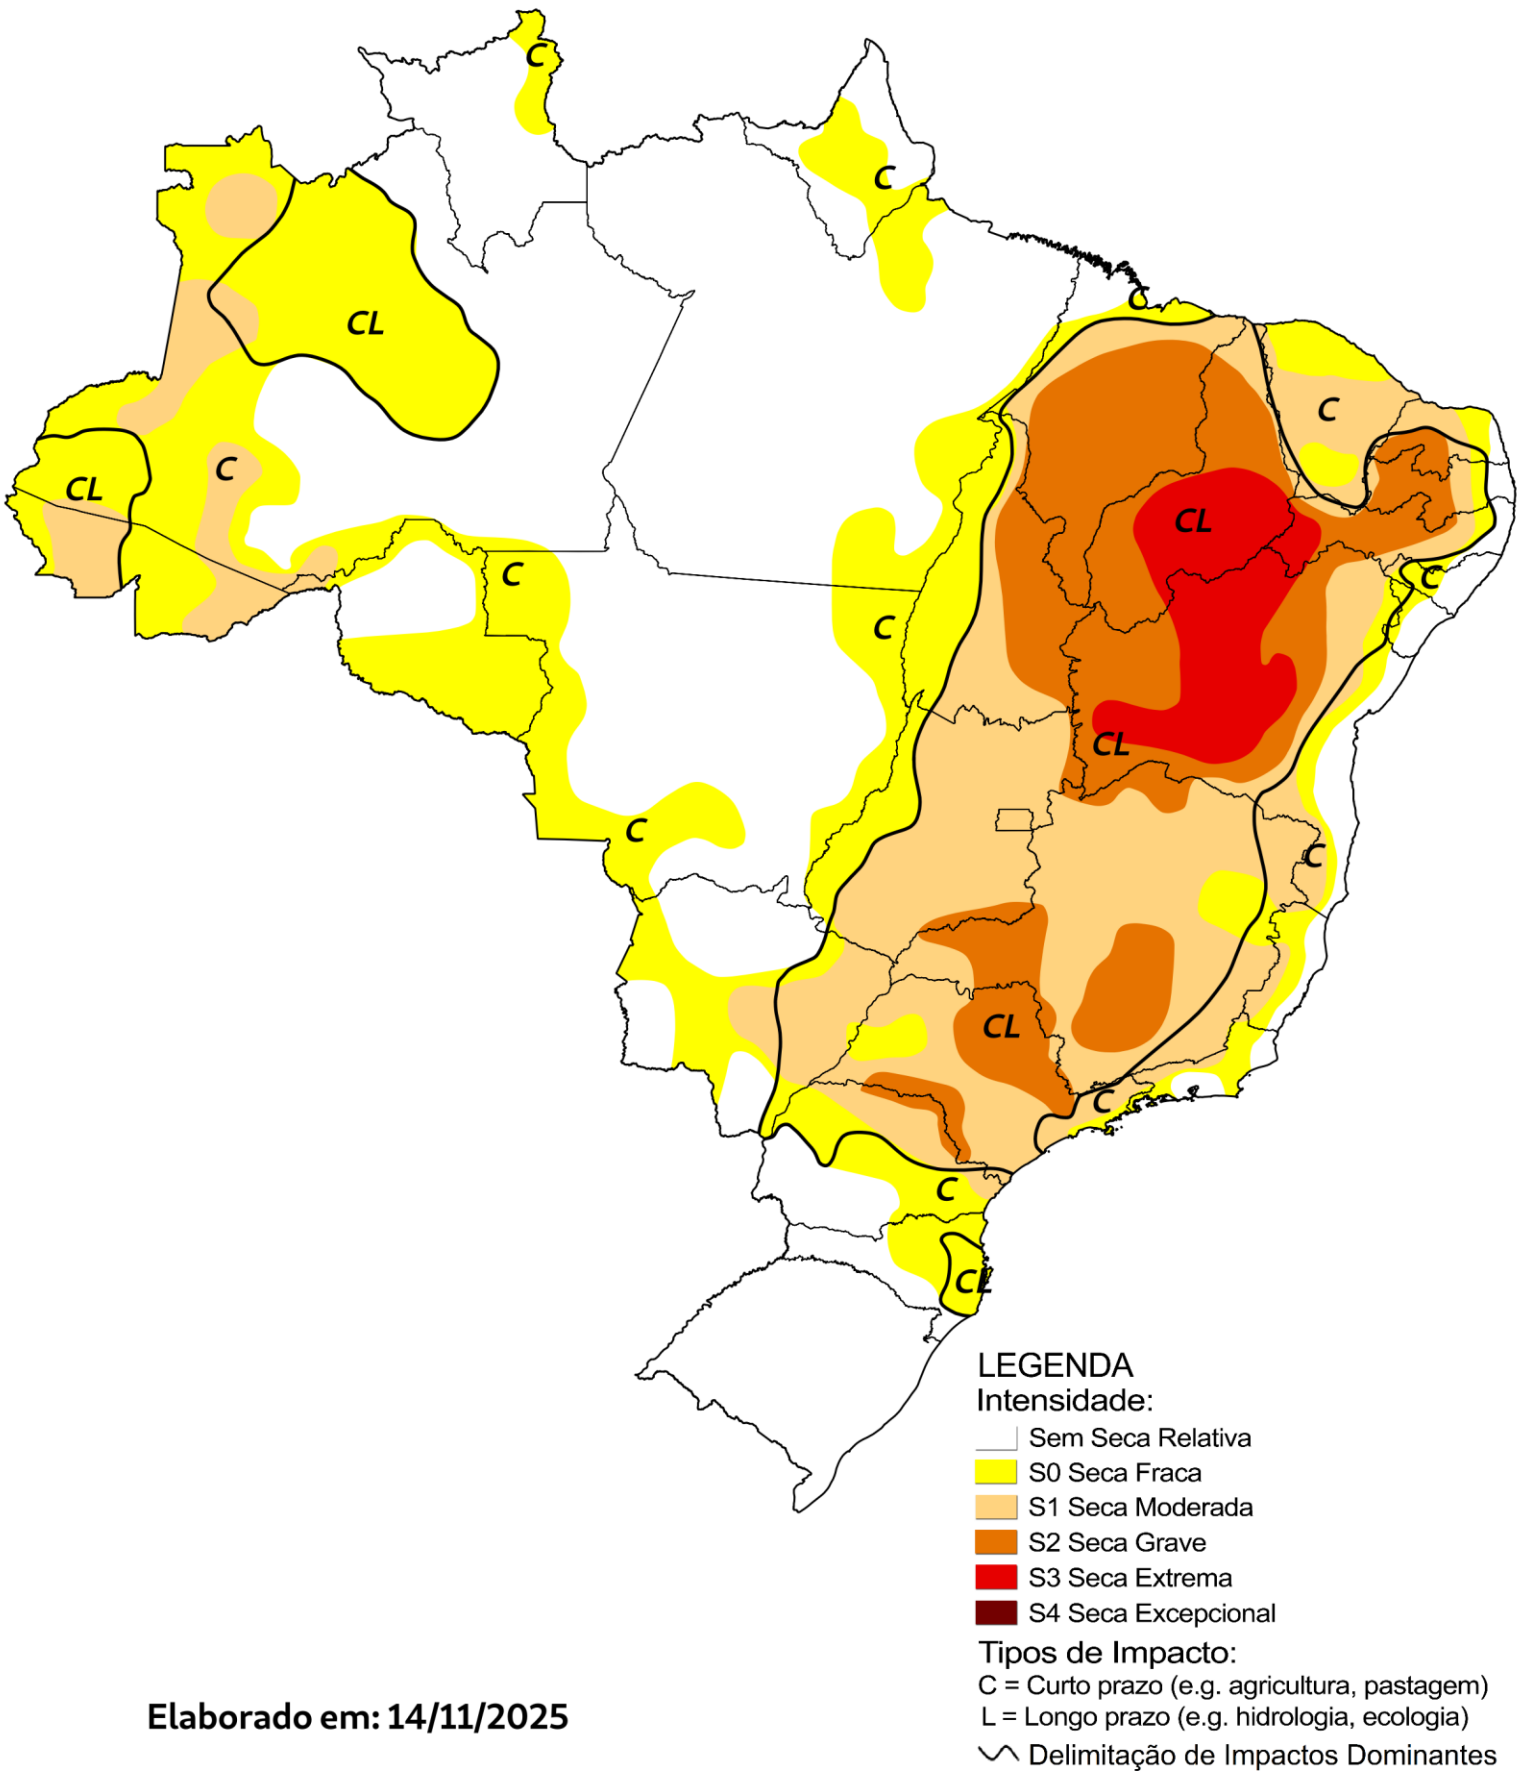 C
C
C
CL
C
C
CL
CL
C
C
C
C
CL
CL
C
C
CL
C
C
CL
LEGENDA
Intensidade:
Sem Seca Relativa
S0 Seca Fraca
S1 Seca Moderada
S2 Seca Grave
S3 Seca Extrema
S4 Seca Excepcional
Tipos de Impacto:
C = Curto prazo (e.g. agricultura, pastagem)
L = Longo prazo (e.g. hidrologia, ecologia)
Delimitação de Impactos Dominantes
Elaborado em: 14/11/2025